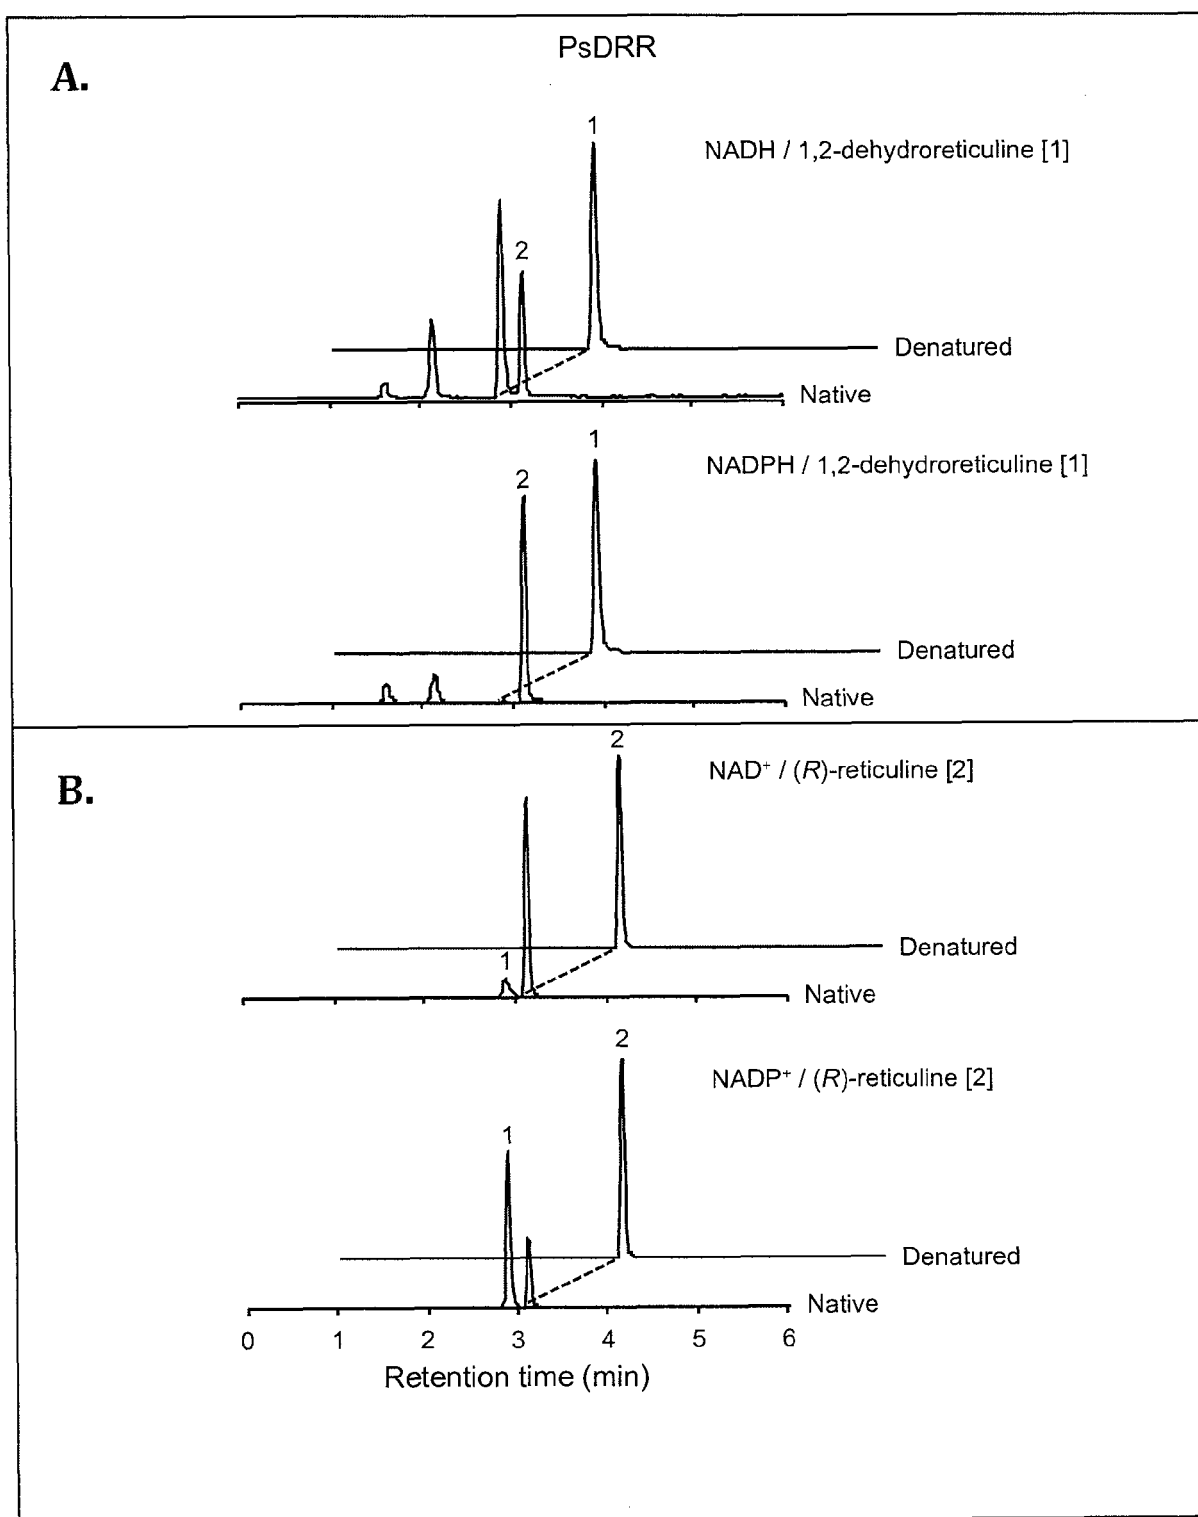 PsDRR
A.
1
NADH / 1,2-dehydroreticuline [1]
2
Denatured
Native
1
NADPH / 1,2-dehydroreticuline [1]
2
Denatured
Native
B.
2
NAD⁺ / (R)-reticuline [2]
1
Denatured
Native
2
NADP⁺ / (R)-reticuline [2]
1
Denatured
Native
0 1 2 3 4 5 6
Retention time (min)